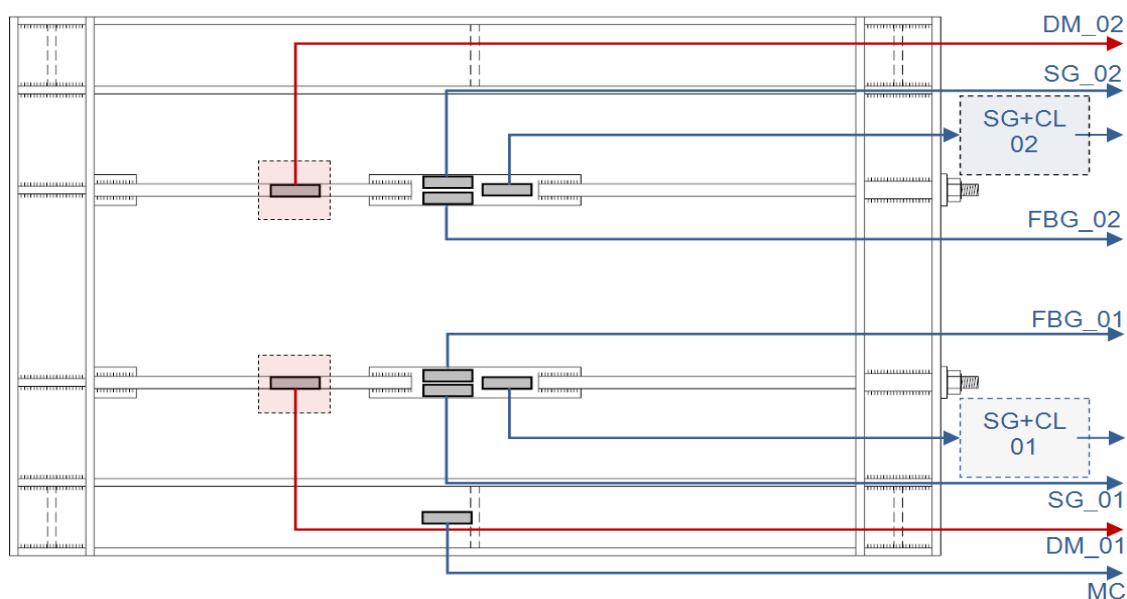 DM_02
SG_02
SG+CL
02
FBG_02
FBG_01
SG+CL
01
SG_01
DM_01
MC